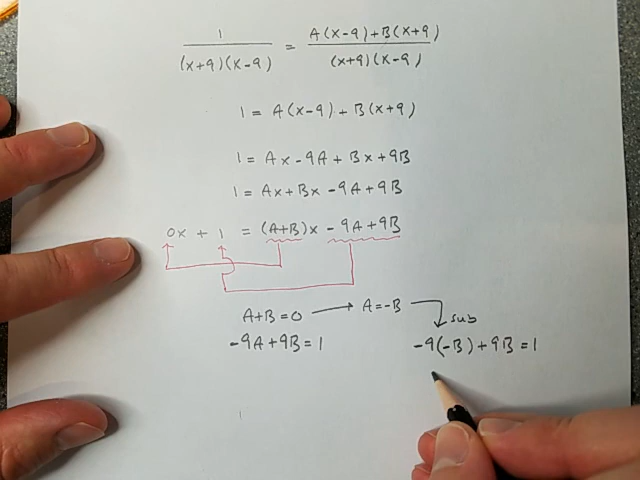 1/((x+9)(x-9)) = (A(x-9)+B(x+9))/((x+9)(x-9))
1 = A(x-9)+B(x+9)
1 = Ax-9A+Bx+9B
1 = Ax+Bx-9A+9B
0x + 1 = (A+B)x -9A+9B
A+B=0 → A=-B → sub
-9A+9B=1 -9(-B)+9B=1